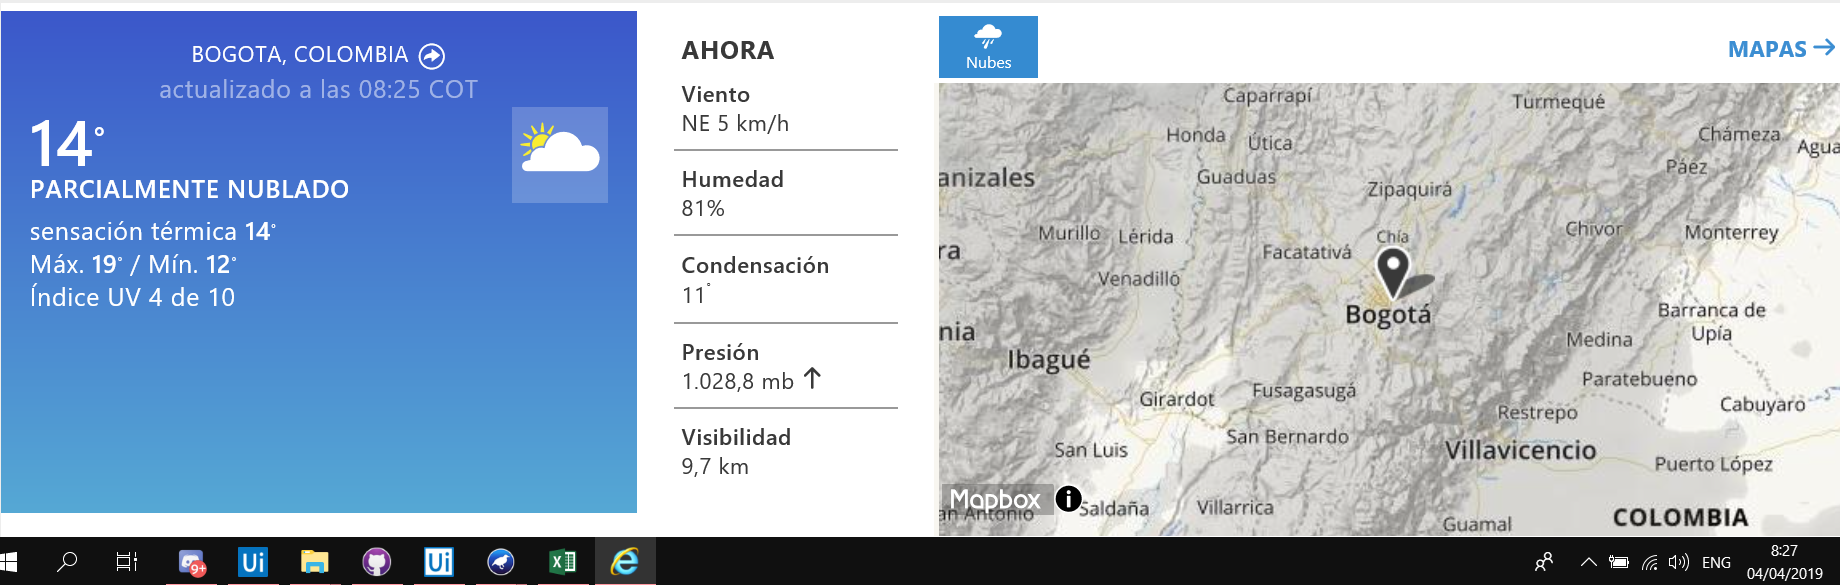 BOGOTA, COLOMBIA
actualizado a las 08:25 COT
14°
PARCIALMENTE NUBLADO
sensación térmica 14°
Máx. 19° / Mín. 12°
Índice UV 4 de 10
AHORA
Viento
NE 5 km/h
Humedad
81%
Condensación
11°
Presión
1.028,8 mb
Visibilidad
9,7 km
Nubes
MAPAS
Caparrapí
Turmequé
Honda
Útica
Chámeza
Agua
Páez
anizales
Guaduas
Zipaquirá
Murillo
Lérida
Chía
Chivor
Monterrey
ra
Facatativá
Venadillo
Bogotá
Barranca de
Upía
nia
Ibagué
Medina
Paratebueno
Girardot
Fusagasugá
Restrepo
Cabuyaro
San Luis
San Bernardo
Villavicencio
Puerto López
Mapbox
i
an Antonio
Saldaña
Villarrica
Guamal
COLOMBIA
9+
Ui
Ui
ENG
8:27
04/04/2019